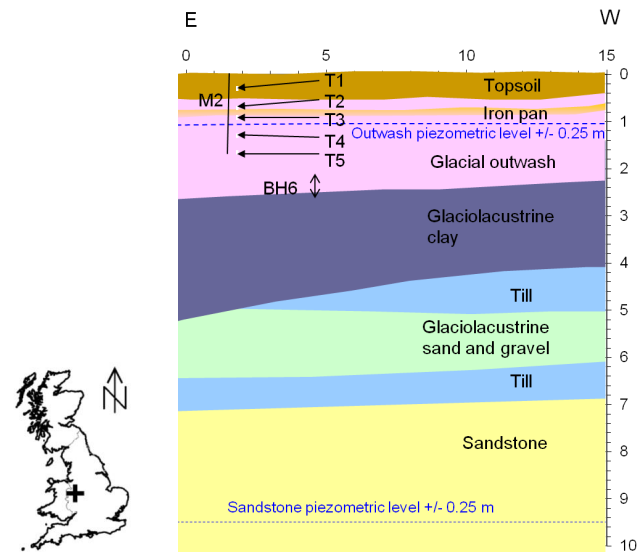 E
W
0
5
10
15
0
T1
Topsoil
M2
T2
Iron pan
T3
1
Outwash piezometric level +/- 0.25 m
T4
Glacial outwash
T5
2
BH6
Glaciolacustrine
clay
3
4
Till
5
Glaciolacustrine
sand and gravel
6
Till
7
N
Sandstone
8
Sandstone piezometric level +/- 0.25 m
9
10